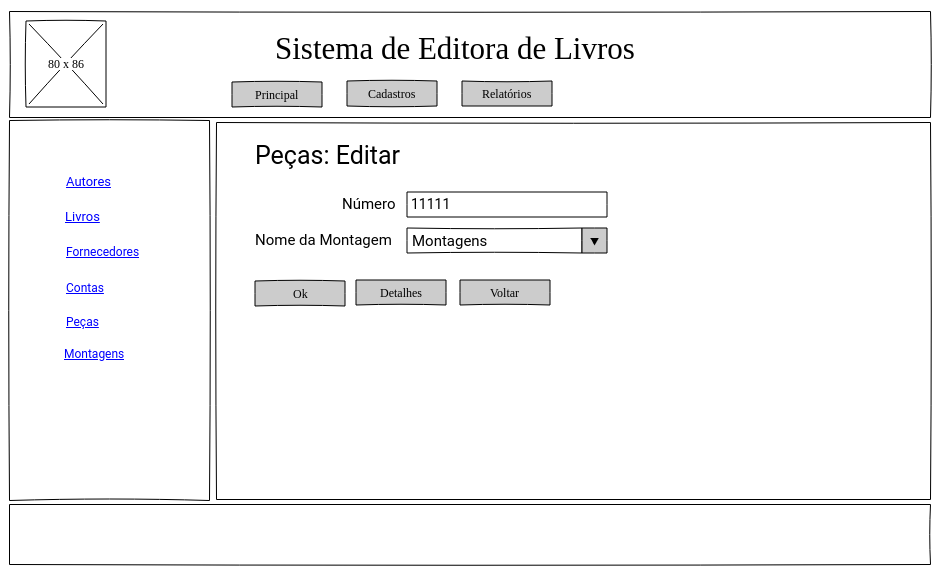 80 x 86
Sistema de Editora de Livros
Principal
Cadastros
Relatórios
Autores
Livros
Fornecedores
Contas
Peças
Montagens
Peças: Editar
Número 11111
Nome da Montagem Montagens
Ok
Detalhes
Voltar